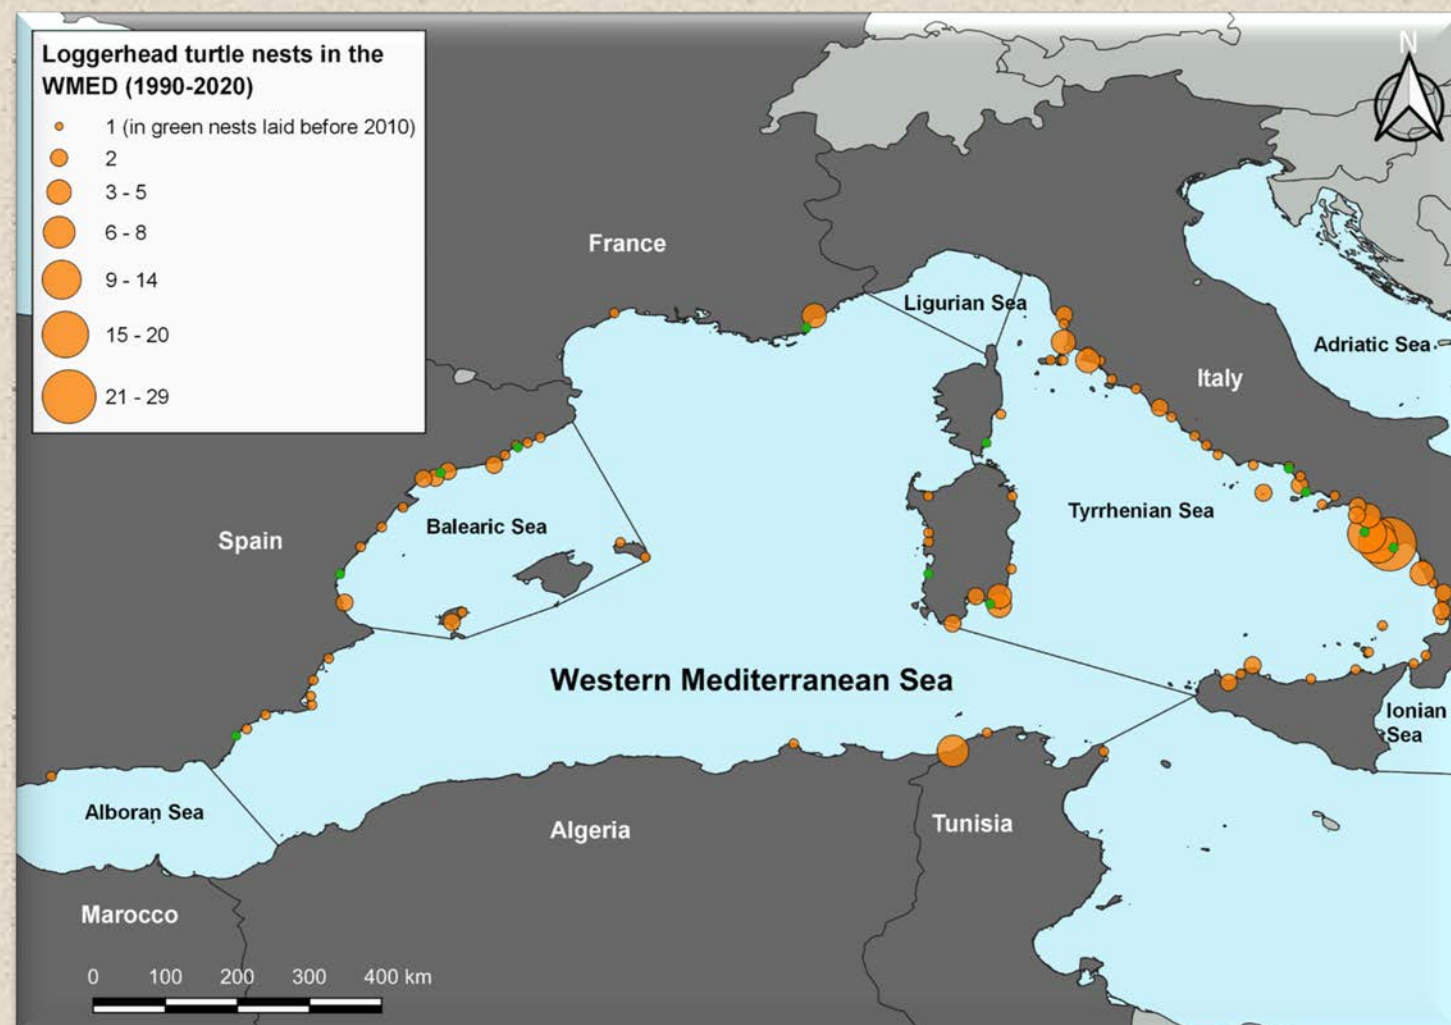 Loggerhead turtle nests in the
WMED (1990-2020)
1 (in green nests laid before 2010)
2
3 - 5
6 - 8
9 - 14
15 - 20
21 - 29
N
France
Ligurian Sea
Adriatic Sea
Italy
Spain
Balearic Sea
Tyrrhenian Sea
Western Mediterranean Sea
Ionian
Sea
Alboran Sea
Algeria
Tunisia
Marocco
0 100 200 300 400 km